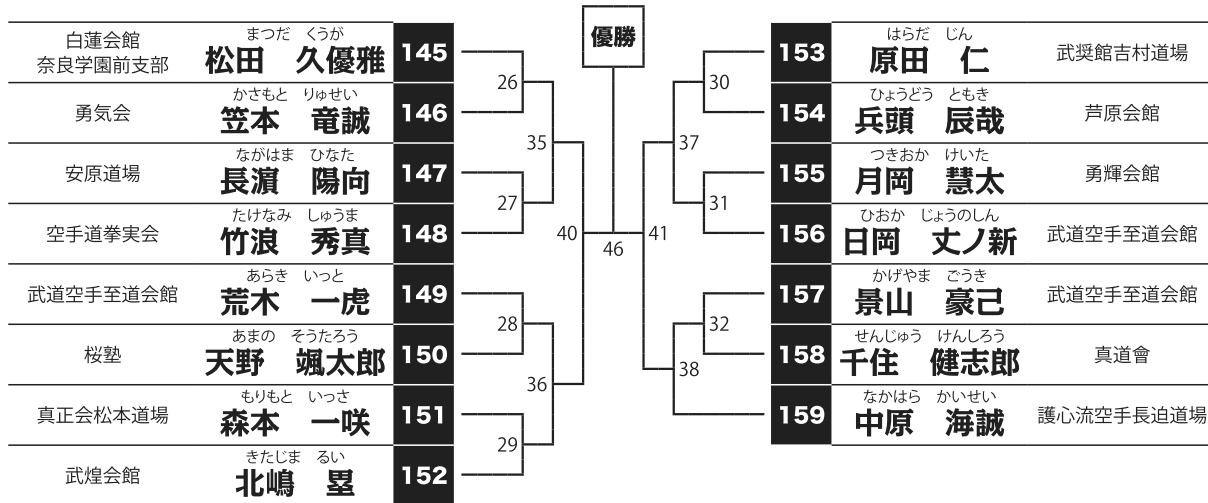 優勝
白蓮会館
奈良学園前支部
まつだ　くうが
松田　久優雅
145
勇気会
かさもと　りゅせい
笠本　竜誠
146
安原道場
ながはま　ひなた
長濵　陽向
147
空手道拳実会
たけなみ　しゅうま
竹浪　秀真
148
武道空手至道会館
あらき　いっと
荒木　一虎
149
桜塾
あまの　そうたろう
天野　颯太郎
150
真正会松本道場
もりもと　いっさ
森本　一咲
151
武煌会館
きたじま　るい
北嶋　塁
152
26
27
28
29
35
36
40
46
41
37
38
30
31
32
153
はらだ　じん
原田　仁
武奨館吉村道場
154
ひょうどう　ともき
兵頭　辰哉
芦原会館
155
つきおか　けいた
月岡　慧太
勇輝会館
156
ひおか　じょうのしん
日岡　丈ノ新
武道空手至道会館
157
かげやま　ごうき
景山　豪己
武道空手至道会館
158
せんじゅう　けんしろう
千住　健志郎
真道會
159
なかはら　かいせい
中原　海誠
護心流空手長迫道場